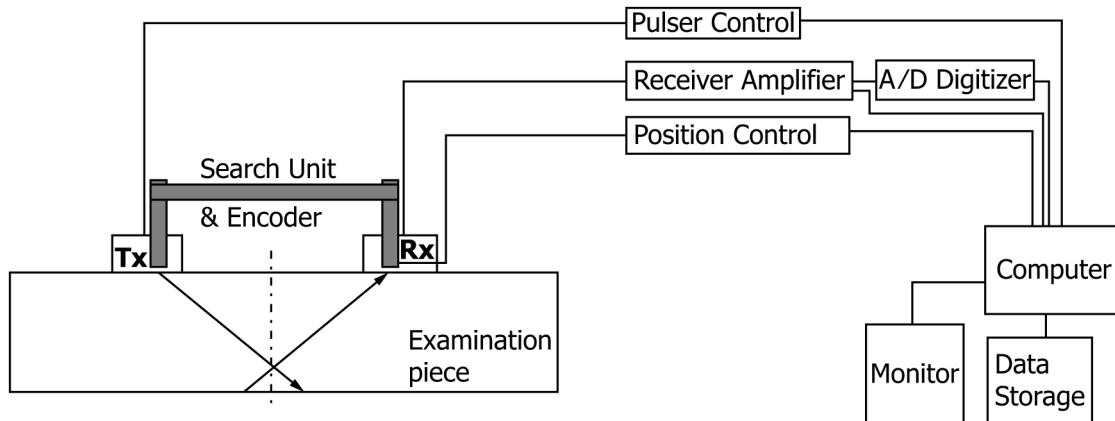 Pulser Control
Receiver Amplifier
A/D Digitizer
Position Control
Search Unit
& Encoder
Tx
Rx
Computer
Examination
piece
Monitor
Data
Storage